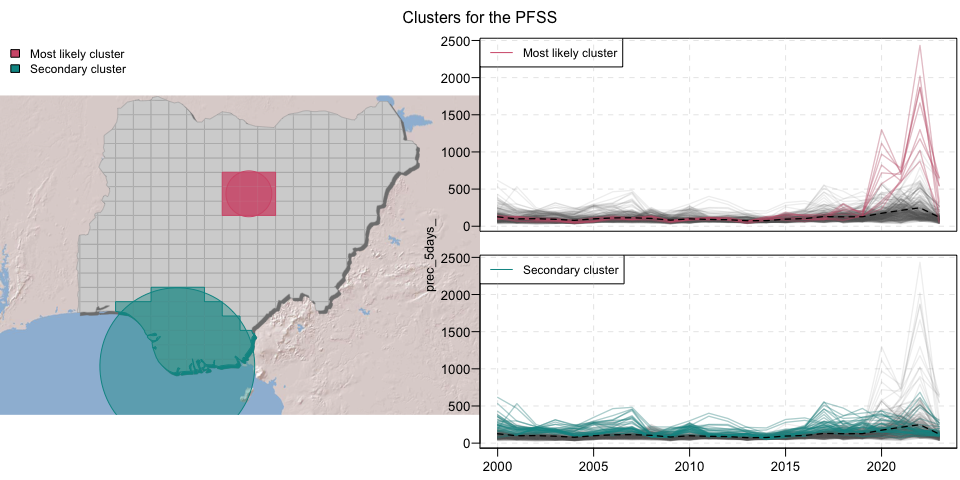 Clusters for the PFSS
Most likely cluster
Secondary cluster
prec_5days_
2500
2000
1500
1000
500
0
Most likely cluster
2500
2000
1500
1000
500
0
Secondary cluster
2000
2005
2010
2015
2020